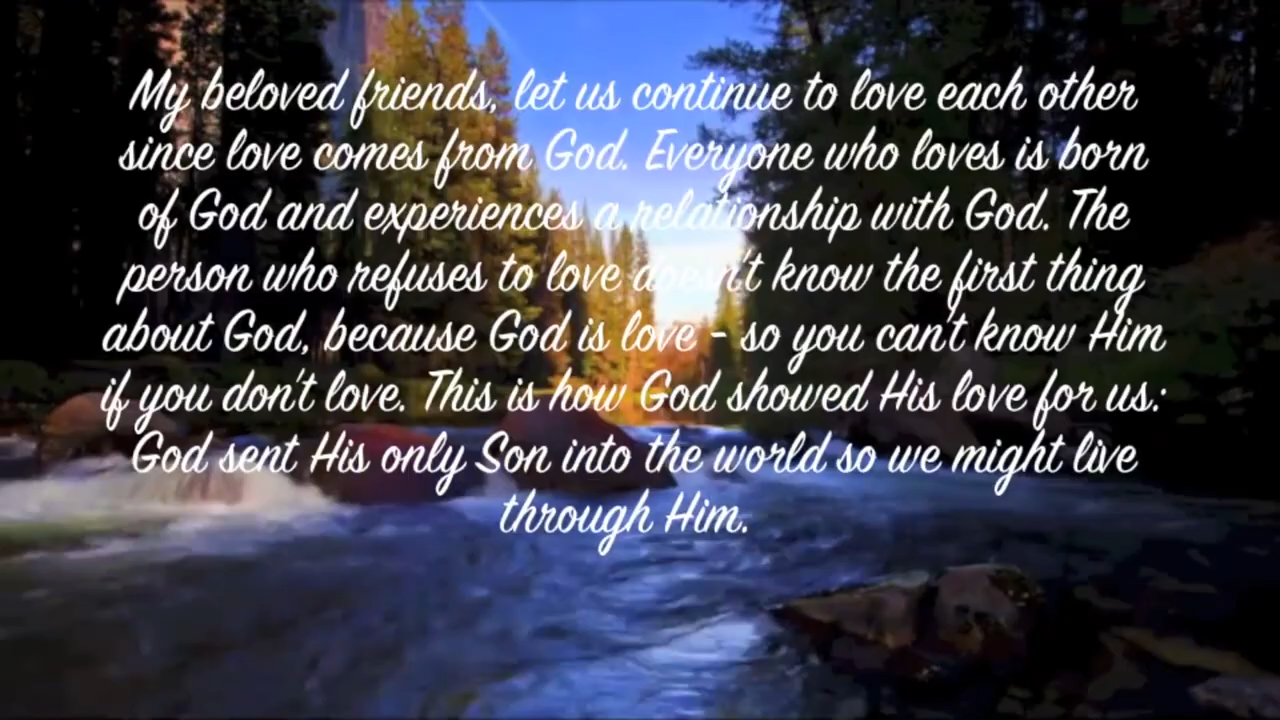 My beloved friends, let us continue to love each other
since love comes from God. Everyone who loves is born
of God and experiences a relationship with God. The
person who refuses to love doesn't know the first thing
about God, because God is love - so you can't know Him
if you don't love. This is how God showed His love for us:
God sent His only Son into the world so we might live
through Him.